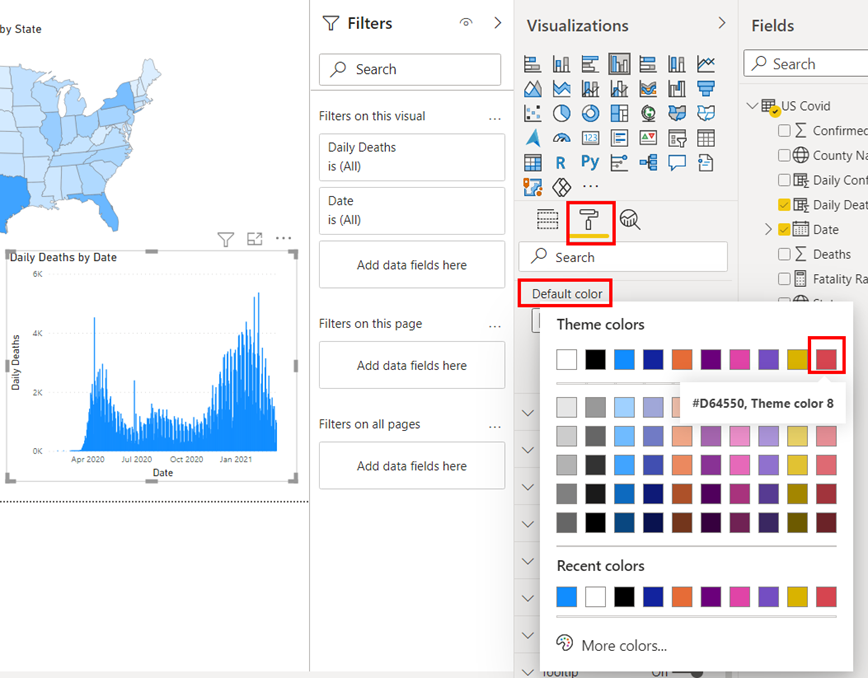 by State
Daily Deaths by Date
6K
4K
2K
0K
Daily Deaths
Apr 2020 Jul 2020 Oct 2020 Jan 2021
Date
Filters
Search
Filters on this visual
...
Daily Deaths
is (All)
Date
is (All)
Add data fields here
Filters on this page
...
Add data fields here
Filters on all pages
...
Add data fields here
Visualizations
123
R
Py
...
Search
Default color
Theme colors
#D64550, Theme color 8
Recent colors
More colors...
Tooltip
On
Fields
Search
US Covid
Confirmed
County Na
Daily Conf
Daily Deat
Date
Deaths
Fatality Ra